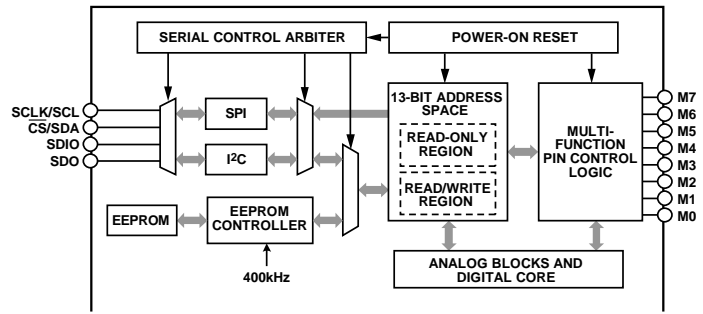 SERIAL CONTROL ARBITER
POWER-ON RESET
SCLK/SCL
C̅S̅/SDA
SDIO
SDO
SPI
I²C
13-BIT ADDRESS
SPACE
READ-ONLY
REGION
READ/WRITE
REGION
MULTI-
FUNCTION
PIN CONTROL
LOGIC
M7
M6
M5
M4
M3
M2
M1
M0
EEPROM
EEPROM
CONTROLLER
400kHz
ANALOG BLOCKS AND
DIGITAL CORE